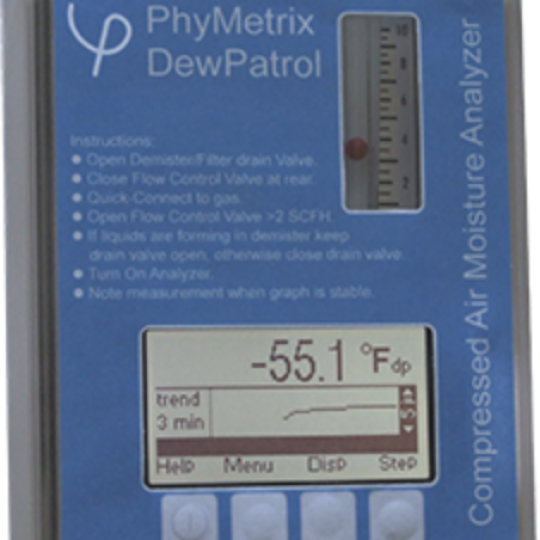 PhyMetrix
DewPatrol
Instructions:
● Open Demister/Filter drain Valve.
● Close Flow Control Valve at rear.
● Quick-Connect to gas.
● Open Flow Control Valve >2 SCFH.
● If liquids are forming in demister keep
drain valve open, otherwise close drain valve.
● Turn On Analyzer.
● Note measurement when graph is stable.
10
8
6
4
2
Compressed Air Moisture Analyzer
-55.1 °Fdp
trend
3 min
5
Help Menu Disp Step